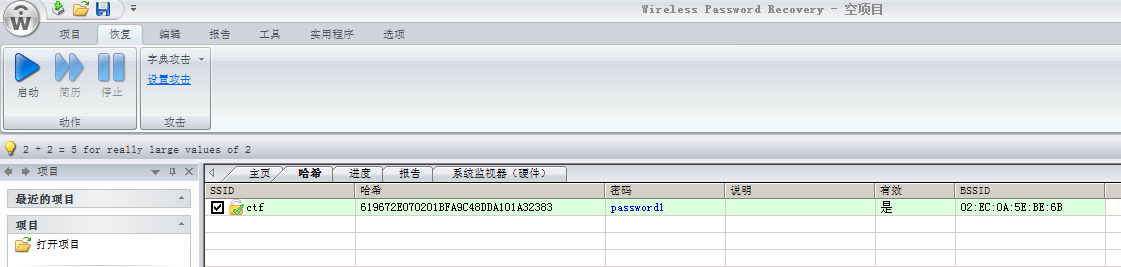 Wireless Password Recovery - 空项目
项目 恢复 编辑 报告 工具 实用程序 选项
字典攻击
设置攻击
启动 简历 停止
动作 攻击
2 + 2 = 5 for really large values of 2
项目
主页 哈希 进度 报告 系统监视器（硬件）
SSID 哈希 密码 说明 有效 BSSID
最近的项目
ctf 619672E070201BFA9C48DDA101A32383 password1 是 02:EC:0A:5E:BE:6B
项目
打开项目